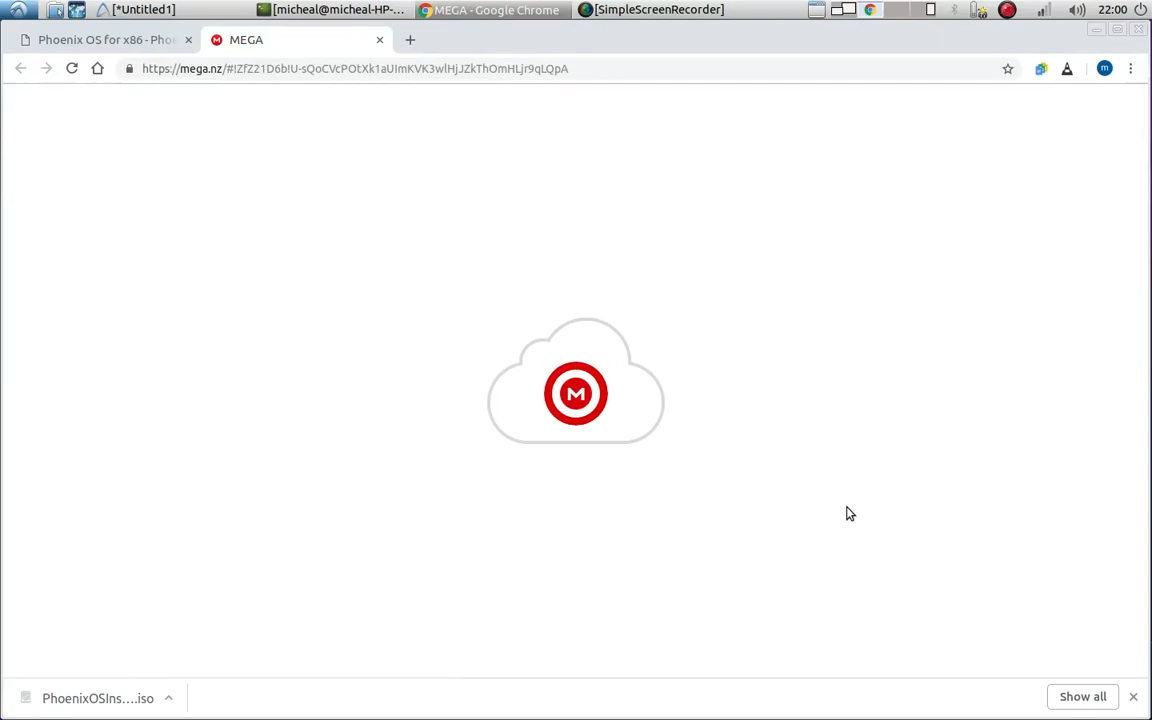 [*Untitled1]
[micheal@micheal-HP-...
MEGA - Google Chrome
[SimpleScreenRecorder]
22:00
Phoenix OS for x86 - Phoe
MEGA
https://mega.nz/#!ZfZ21D6b!U-sQoCVcPOtXk1aUImKVK3wlHjJZkThOmHLjr9qLQpA
m
M
PhoenixOSIns....iso
Show all